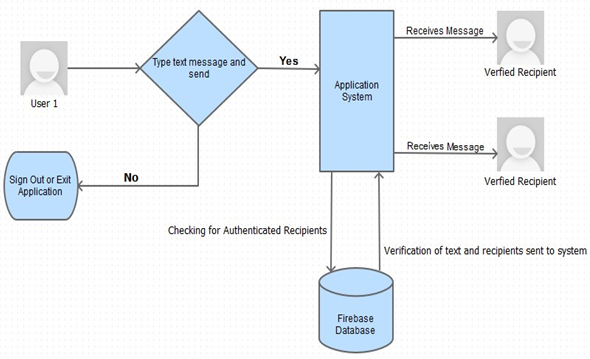 User 1
Type text message and
send
Yes
No
Sign Out or Exit
Application
Application
System
Receives Message
Verfied Recipient
Receives Message
Verfied Recipient
Checking for Authenticated Recipients
Verification of text and recipients sent to system
Firebase
Database